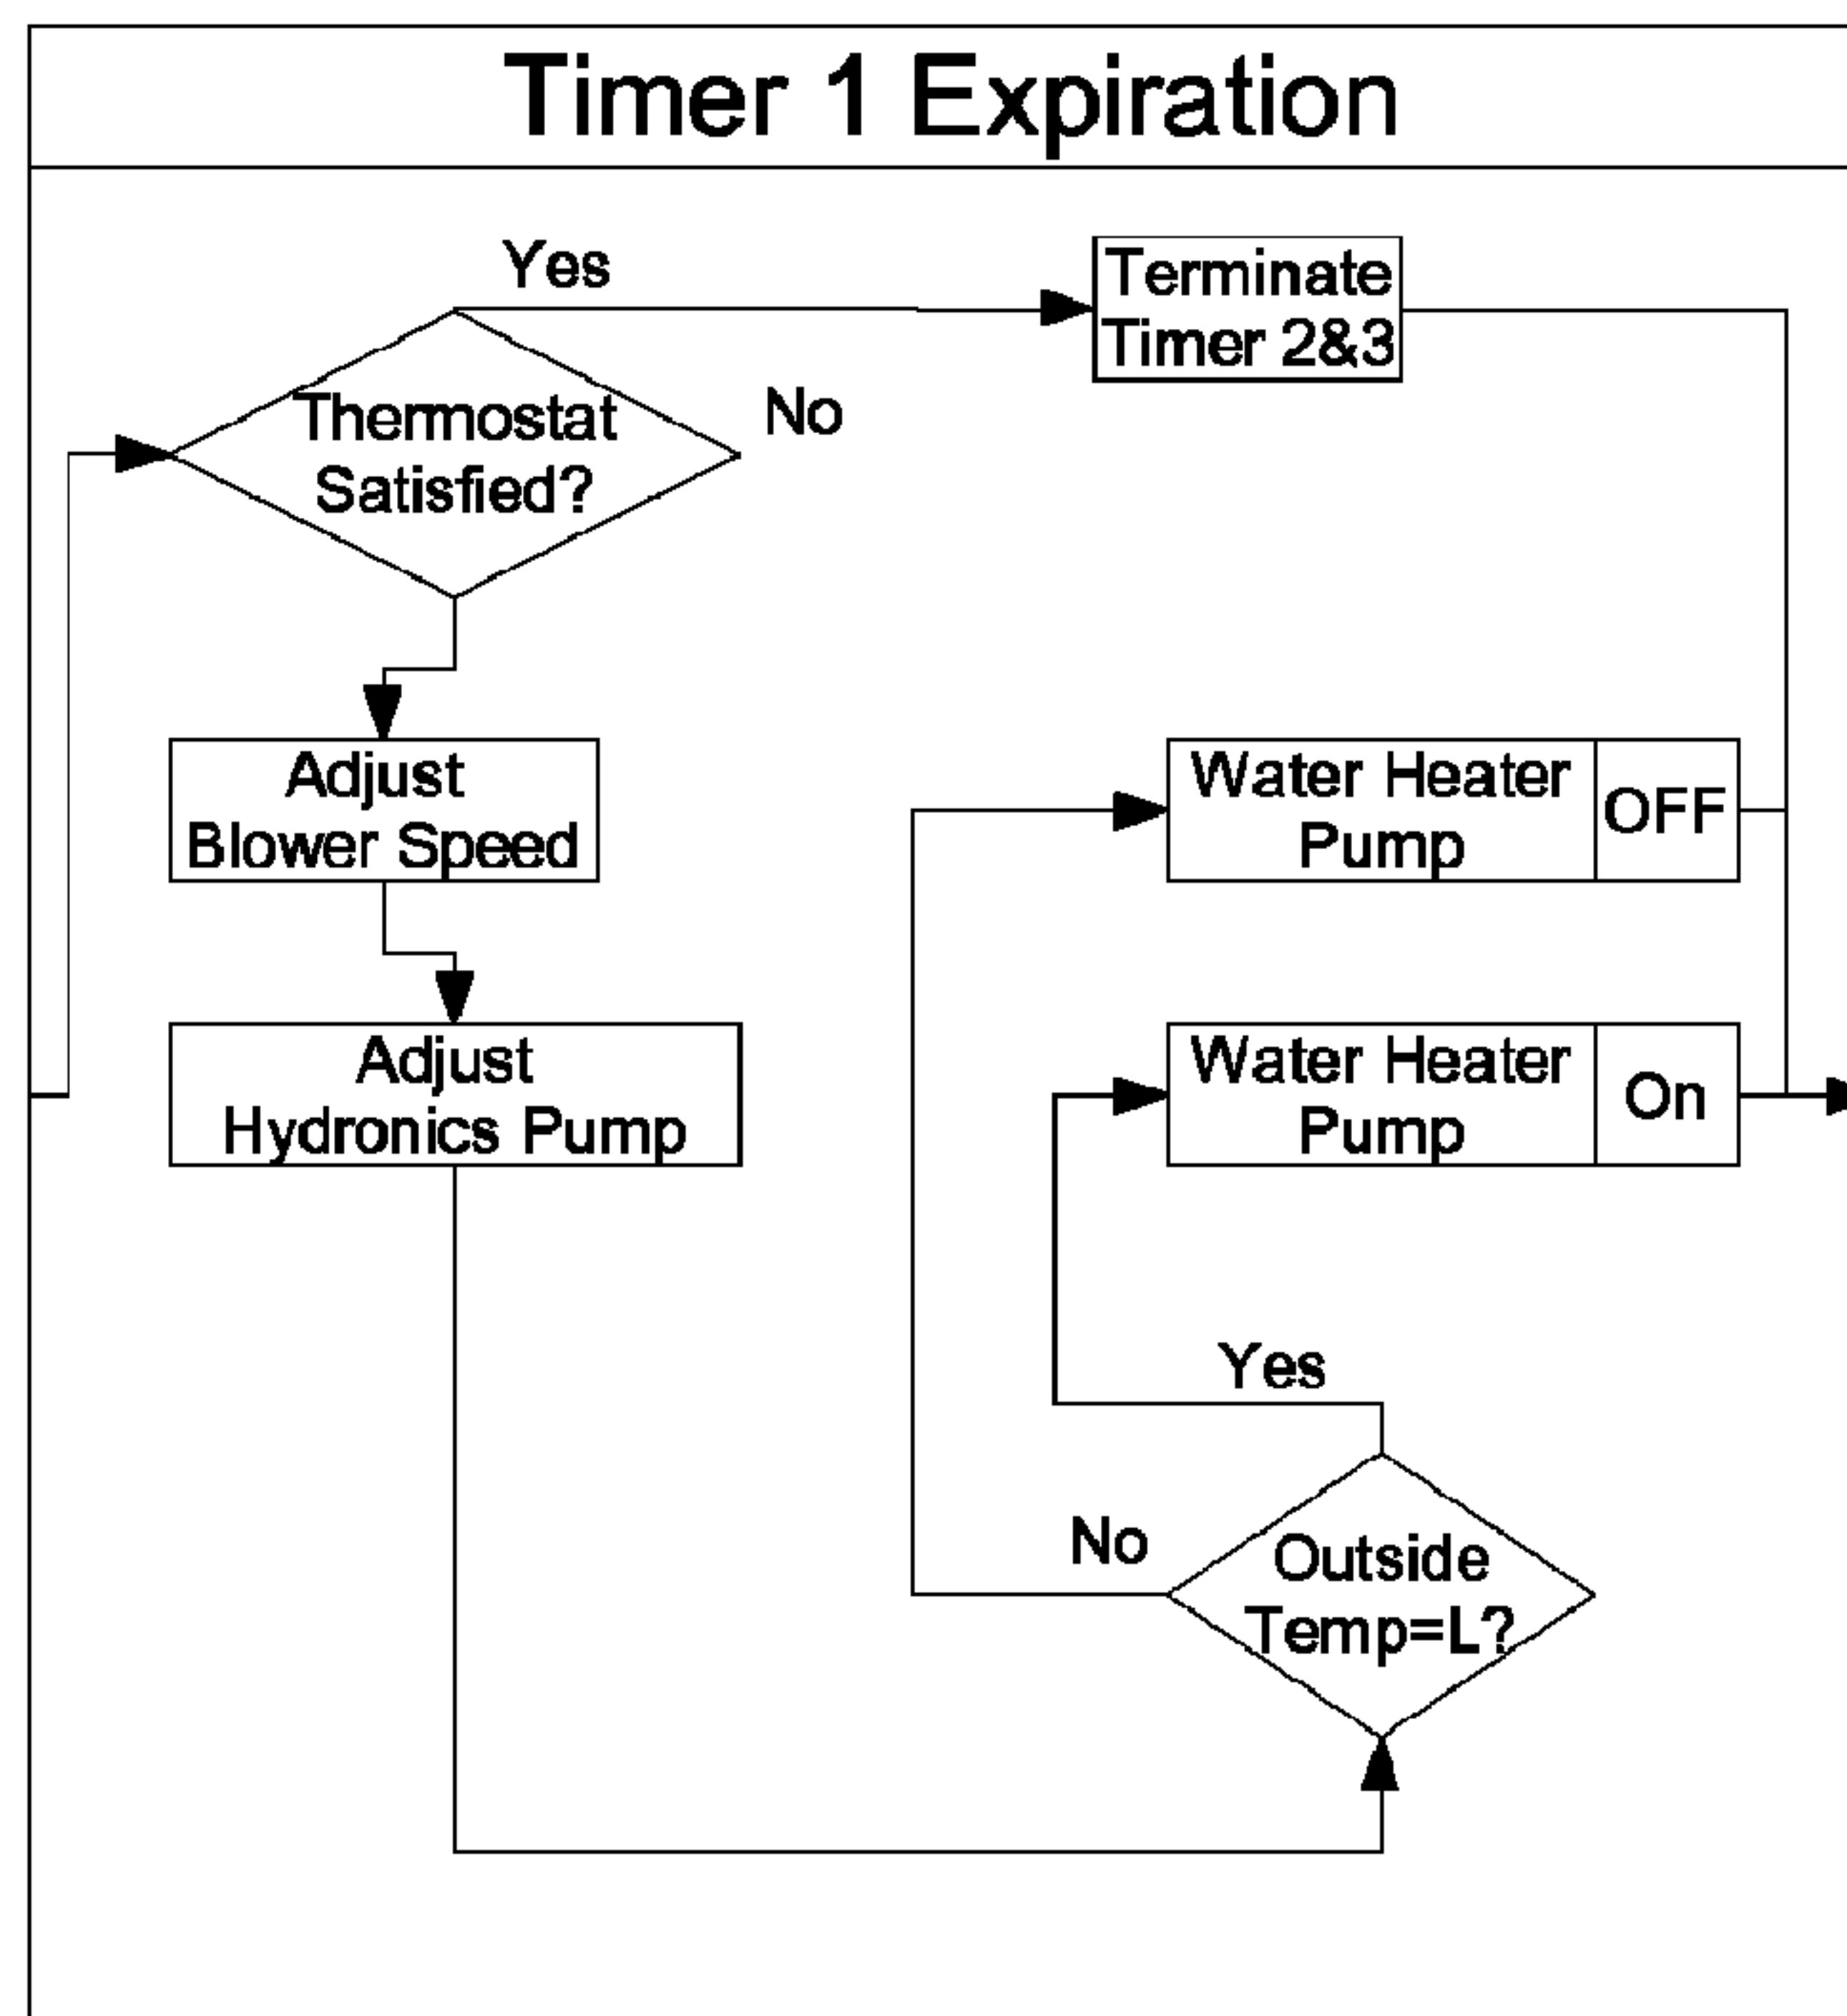 Timer 1 Expiration
Yes
Terminate
Timer 2&3
No
Thermostat
Satisfied?
Adjust
Blower Speed
Water Heater
Pump
OFF
Adjust
Hydronics Pump
Water Heater
Pump
On
Yes
No
Outside
Temp=L?